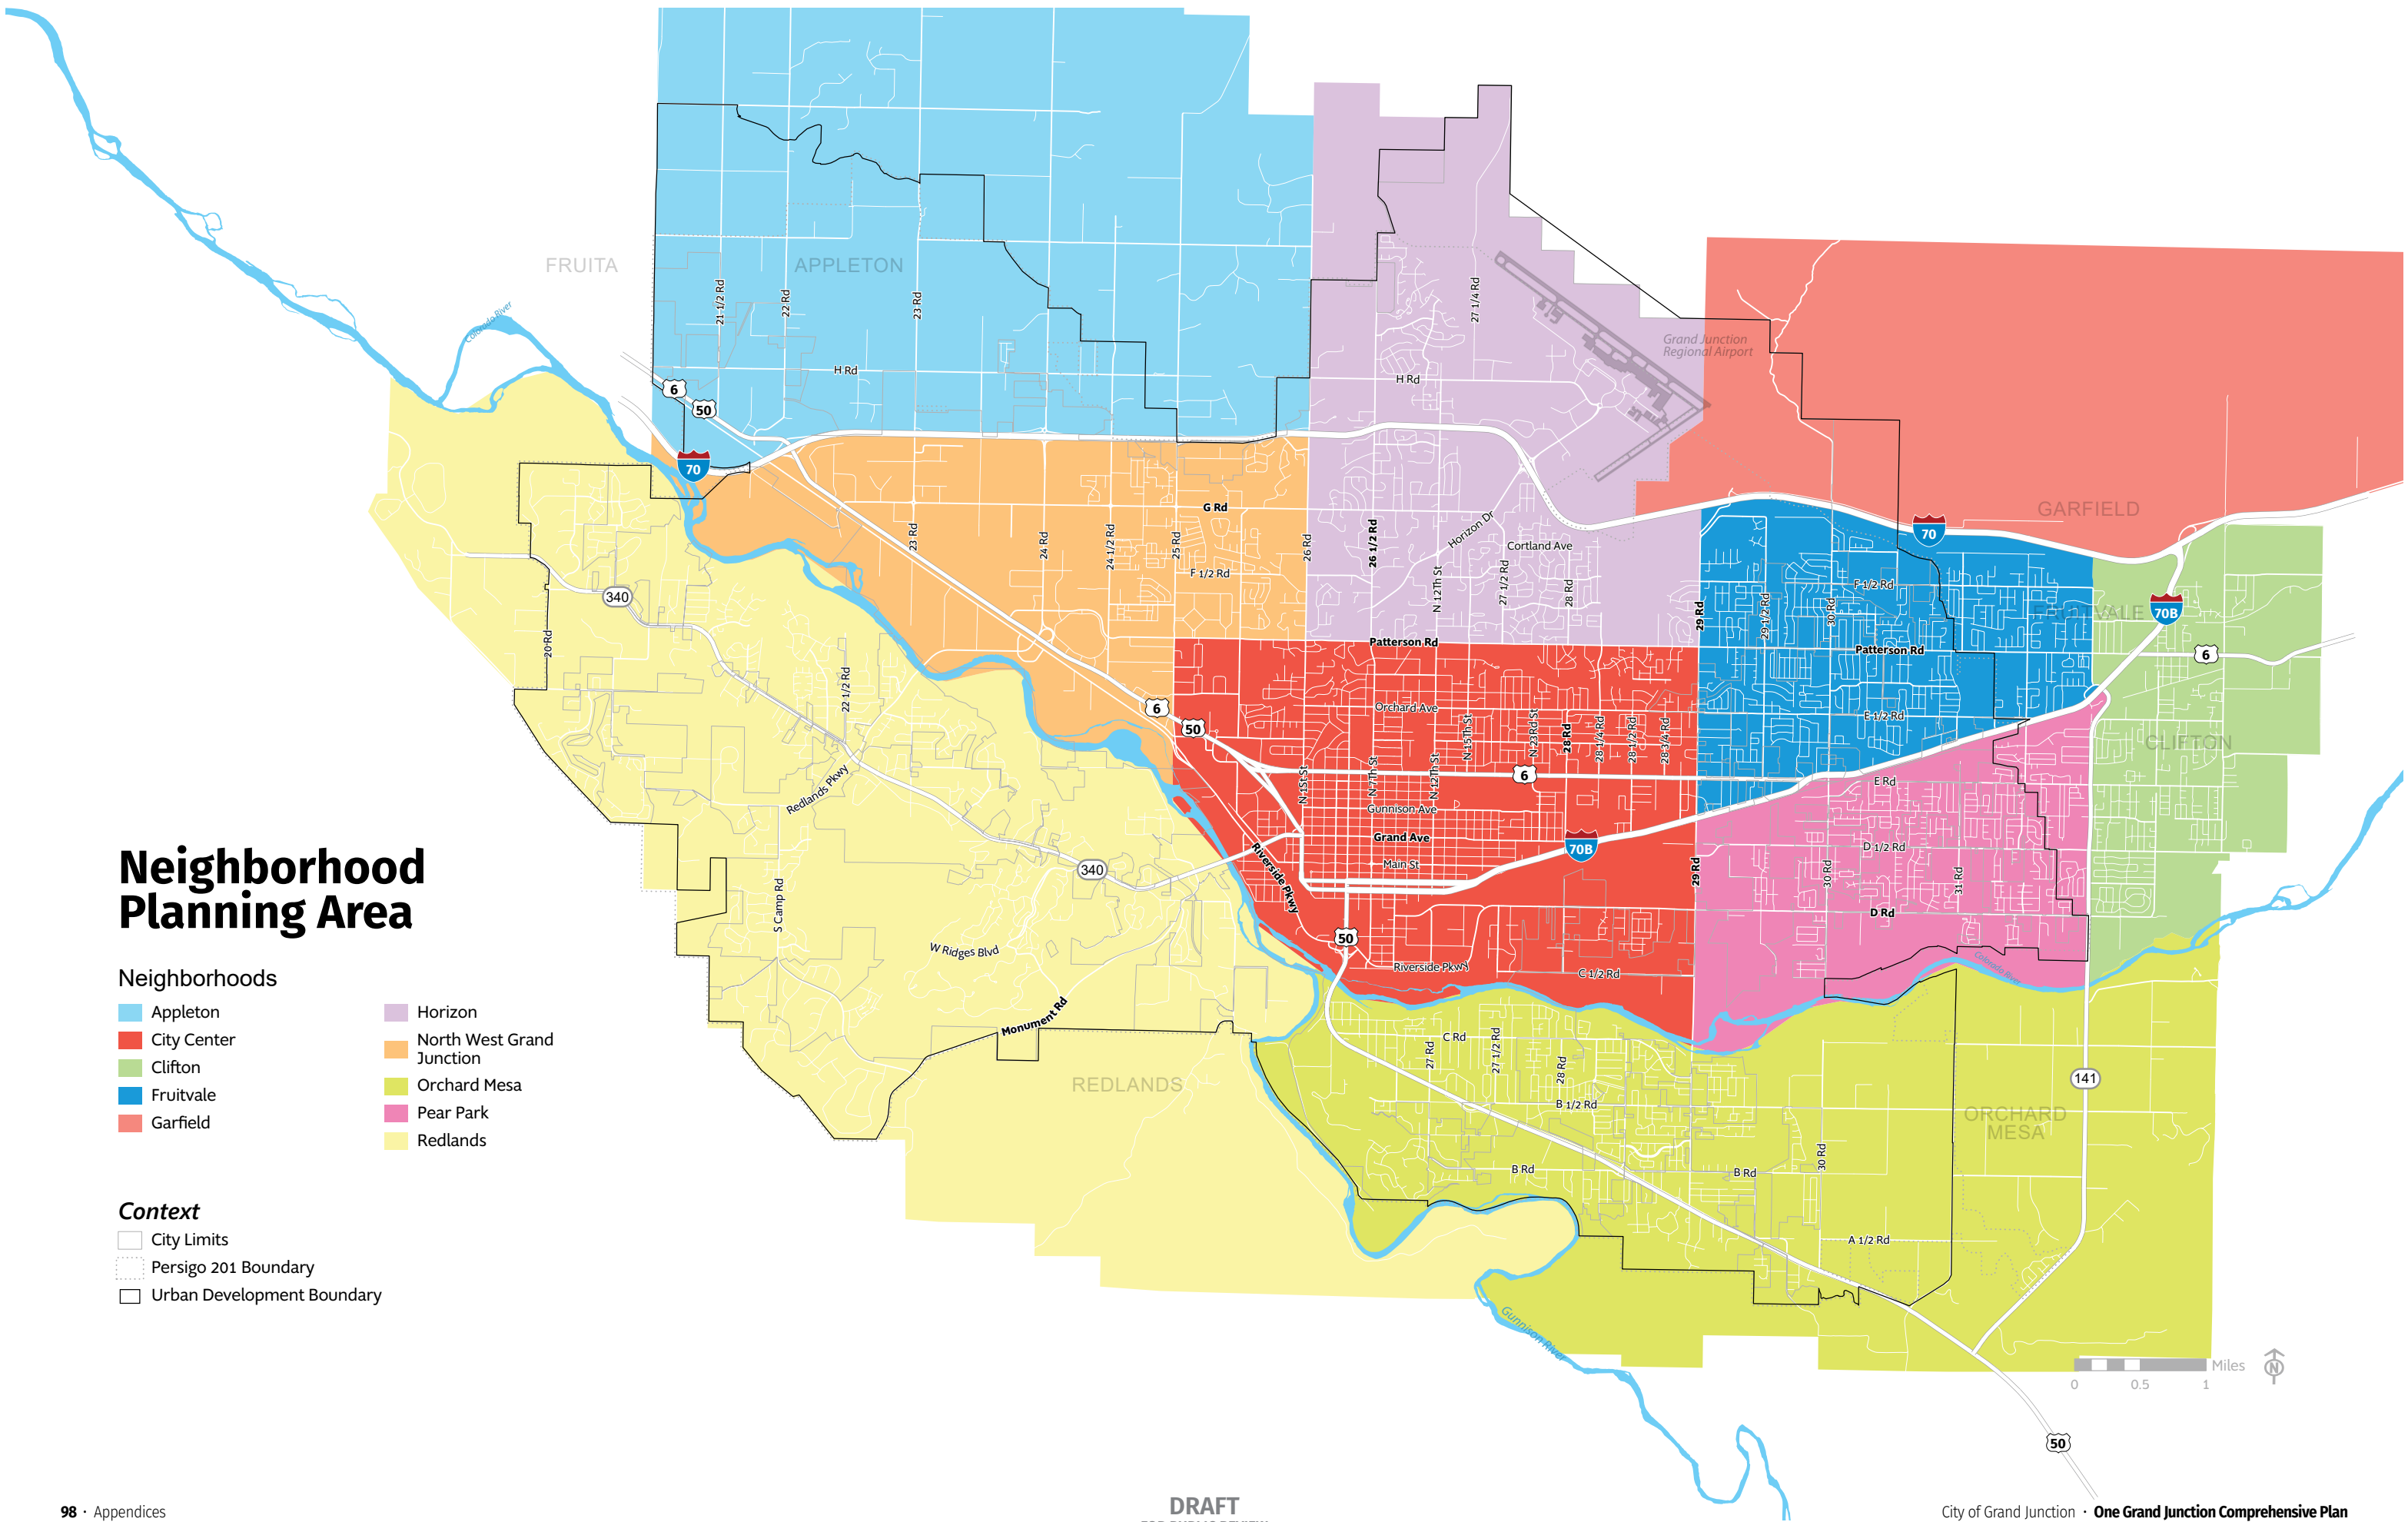 FRUITA
APPLETON
Colorado River
21 1/2 Rd
22 Rd
23 Rd
27 1/4 Rd
Grand Junction
Regional Airport
H Rd
H Rd
6
50
70
G Rd
GARFIELD
23 Rd
24 Rd
24 1/2 Rd
25 Rd
26 Rd
26 1/2 Rd
Horizon Dr
Cortland Ave
70
F 1/2 Rd
N 12Th St
27 1/2 Rd
28 Rd
29 Rd
29 1/2 Rd
30 Rd
F 1/2 Rd
FRUITVALE
70B
340
20 Rd
Patterson Rd
Patterson Rd
6
22 1/2 Rd
6
50
Orchard Ave
N 15Th St
N 23Rd St
28 Rd
28 1/4 Rd
28 1/2 Rd
28 3/4 Rd
E 1/2 Rd
CLIFTON
Redlands Pkwy
N 1St St
N 7Th St
N 12Th St
6
E Rd
Gunnison Ave
Grand Ave
70B
Main St
D 1/2 Rd
Riverside Pkwy
340
29 Rd
30 Rd
31 Rd
S Camp Rd
D Rd
W Ridges Blvd
50
Riverside Pkwy
C 1/2 Rd
Colorado River
Monument Rd
C Rd
27 Rd
27 1/2 Rd
28 Rd
REDLANDS
141
B 1/2 Rd
ORCHARD
MESA
B Rd
B Rd
30 Rd
A 1/2 Rd
Gunnison River
50
Neighborhood
Planning Area
Neighborhoods
Appleton
City Center
Clifton
Fruitvale
Garfield
Horizon
North West Grand
Junction
Orchard Mesa
Pear Park
Redlands
Context
City Limits
Persigo 201 Boundary
Urban Development Boundary
Miles
N
0 0.5 1
98 · Appendices
DRAFT
FOR PUBLIC REVIEW
City of Grand Junction · One Grand Junction Comprehensive Plan